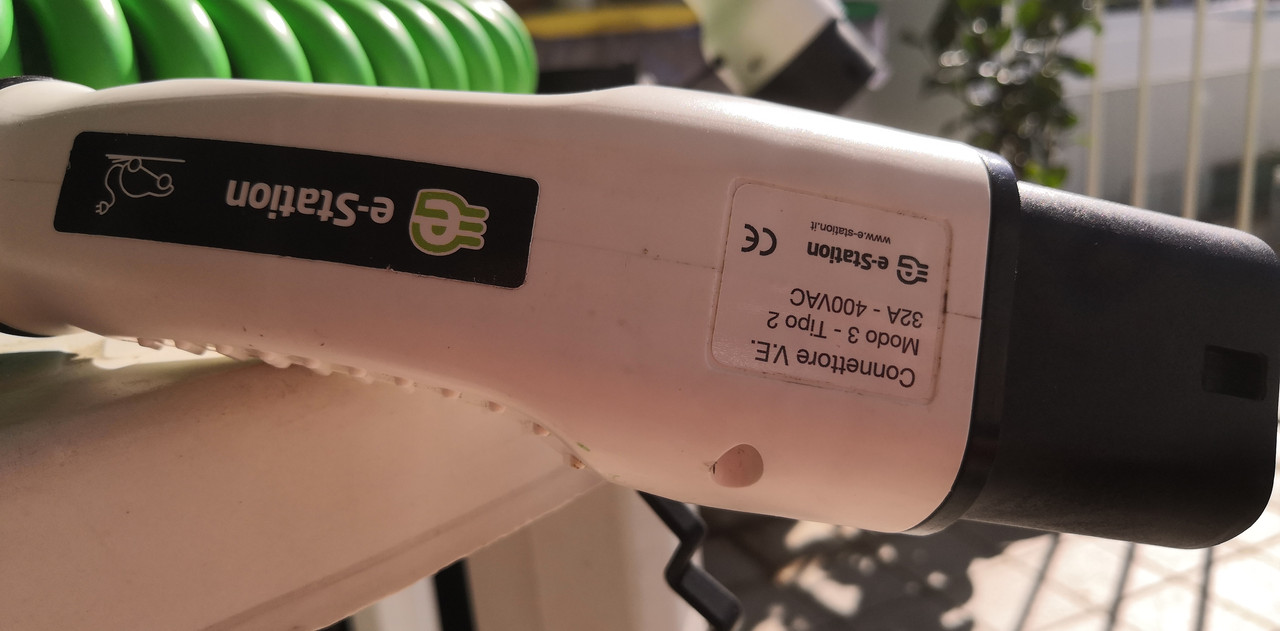 e-Station
Connettore V.E.
Modo 3 - Tipo 2
32A - 400VAC
e-Station
www.e-station.it
CE